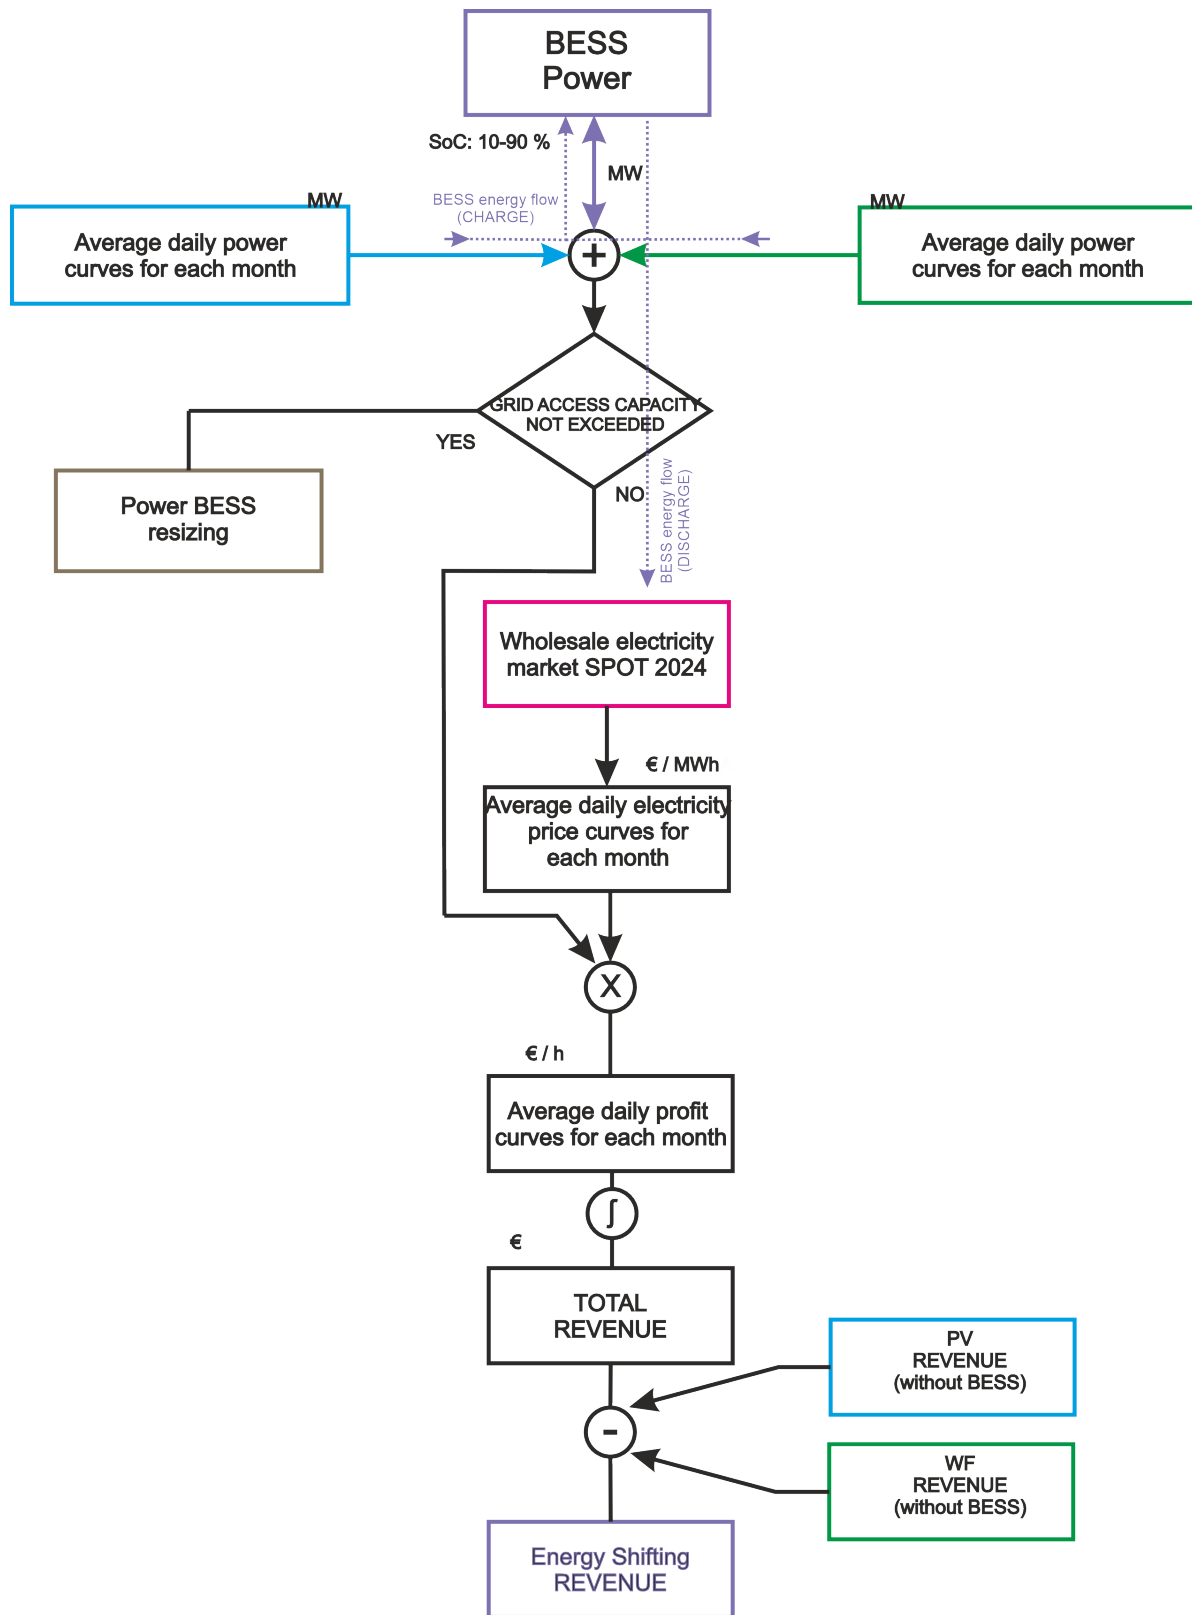 BESS
Power
SoC: 10-90 %
MW
BESS energy flow
(CHARGE)
MW
Average daily power
curves for each month
MW
Average daily power
curves for each month
+
GRID ACCESS CAPACITY
NOT EXCEEDED
YES
NO
Power BESS
resizing
BESS energy flow
(DISCHARGE)
Wholesale electricity
market SPOT 2024
€ / MWh
Average daily electricity
price curves for
each month
X
€ / h
Average daily profit
curves for each month
∫
€
TOTAL
REVENUE
PV
REVENUE
(without BESS)
-
WF
REVENUE
(without BESS)
Energy Shifting
REVENUE